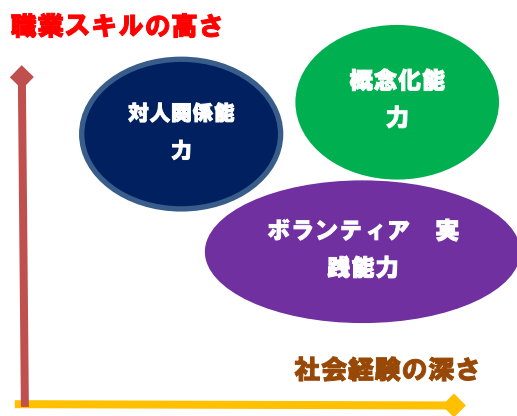 職業スキルの高さ
対人関係能
力
概念化能
力
ボランティア　実
践能力
社会経験の深さ